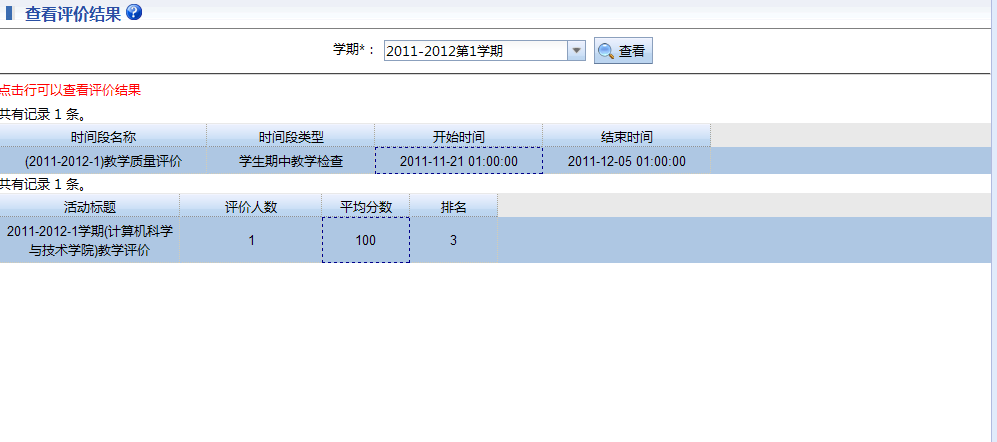 查看评价结果
学期*： 2011-2012第1学期 查看
点击行可以查看评价结果
共有记录 1 条。
时间段名称 时间段类型 开始时间 结束时间
(2011-2012-1)教学质量评价 学生期中教学检查 2011-11-21 01:00:00 2011-12-05 01:00:00
共有记录 1 条。
活动标题 评价人数 平均分数 排名
2011-2012-1学期(计算机科学
与技术学院)教学评价 1 100 3